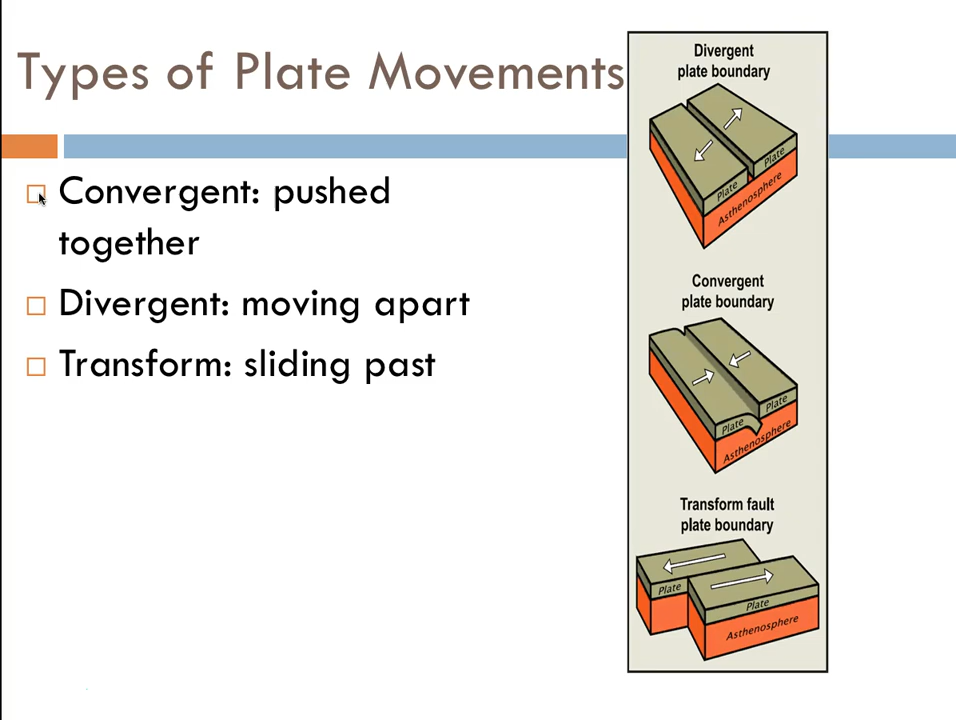 Types of Plate Movements
Convergent: pushed
together
Divergent: moving apart
Transform: sliding past
Divergent
plate boundary
Plate
Plate
Asthenosphere
Convergent
plate boundary
Plate
Plate
Asthenosphere
Transform fault
plate boundary
Plate
Plate
Asthenosphere